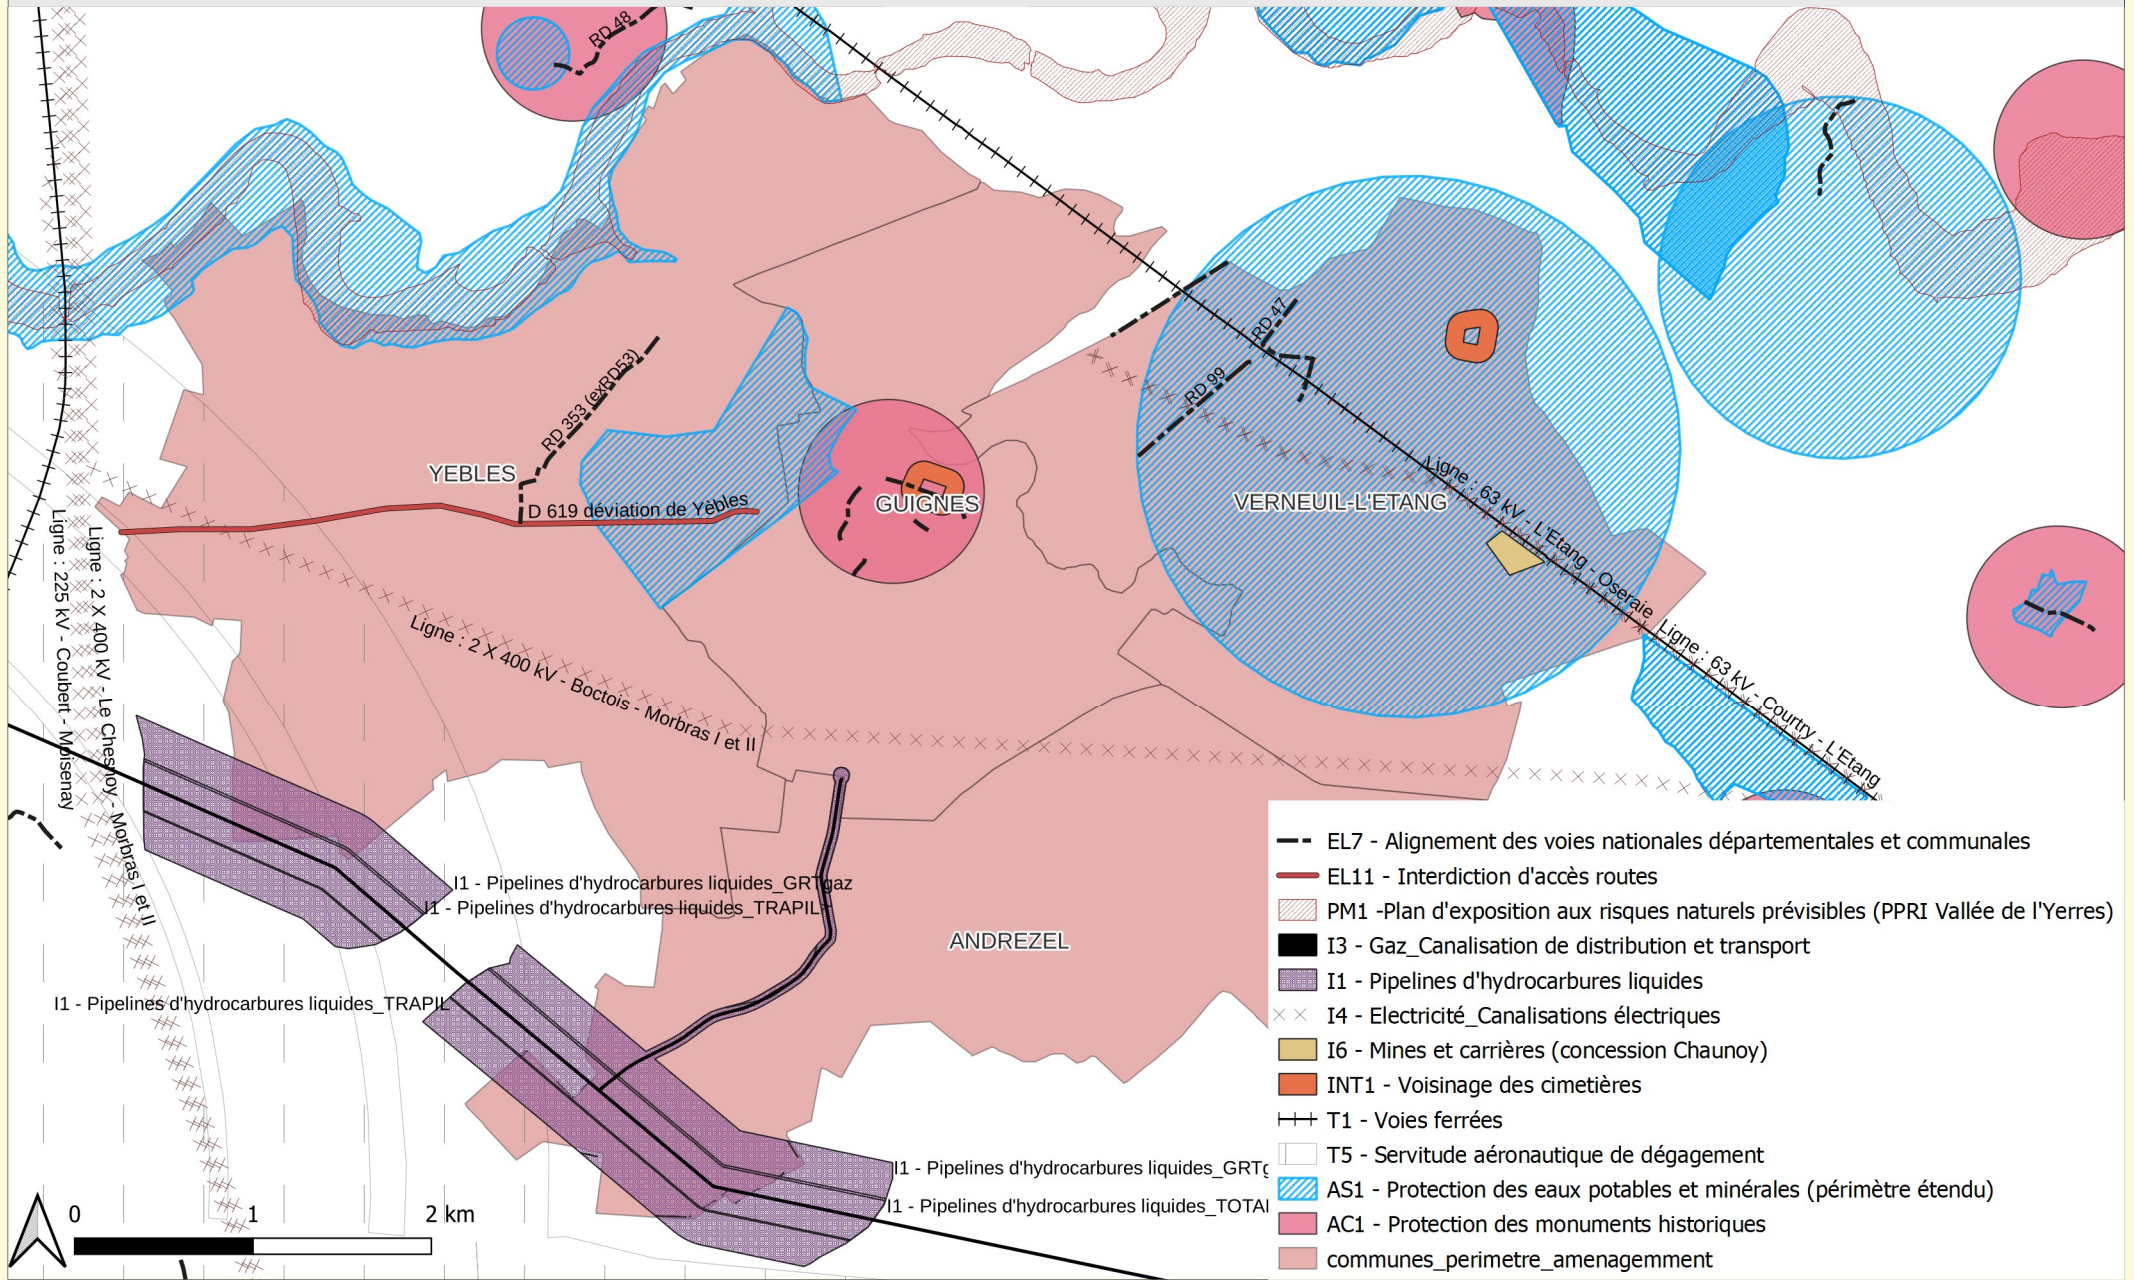 RD 48
RD 47
RD 99
RD 353 (exRD53)
YEBLES
D 619 déviation de Yèbles
GUIGNES
VERNEUIL-L'ETANG
Ligne : 63 kV - L'Etang - Oseraie
Ligne : 63 kV - Courtry - L'Etang
Ligne : 225 kV - Coubert - Moisenay
Ligne : 2 X 400 kV - Le Chesnoy - Morbras I et II
Ligne : 2 X 400 kV - Boctois - Morbras I et II
I1 - Pipelines d'hydrocarbures liquides_GRTgaz
I1 - Pipelines d'hydrocarbures liquides_TRAPIL
ANDREZEL
I1 - Pipelines d'hydrocarbures liquides_TRAPIL
I1 - Pipelines d'hydrocarbures liquides_GRTg
I1 - Pipelines d'hydrocarbures liquides_TOTAL
0 1 2 km
EL7 - Alignement des voies nationales départementales et communales
EL11 - Interdiction d'accès routes
PM1 -Plan d'exposition aux risques naturels prévisibles (PPRI Vallée de l'Yerres)
I3 - Gaz_Canalisation de distribution et transport
I1 - Pipelines d'hydrocarbures liquides
I4 - Electricité_Canalisations électriques
I6 - Mines et carrières (concession Chaunoy)
INT1 - Voisinage des cimetières
T1 - Voies ferrées
T5 - Servitude aéronautique de dégagement
AS1 - Protection des eaux potables et minérales (périmètre étendu)
AC1 - Protection des monuments historiques
communes_perimetre_amenagemment